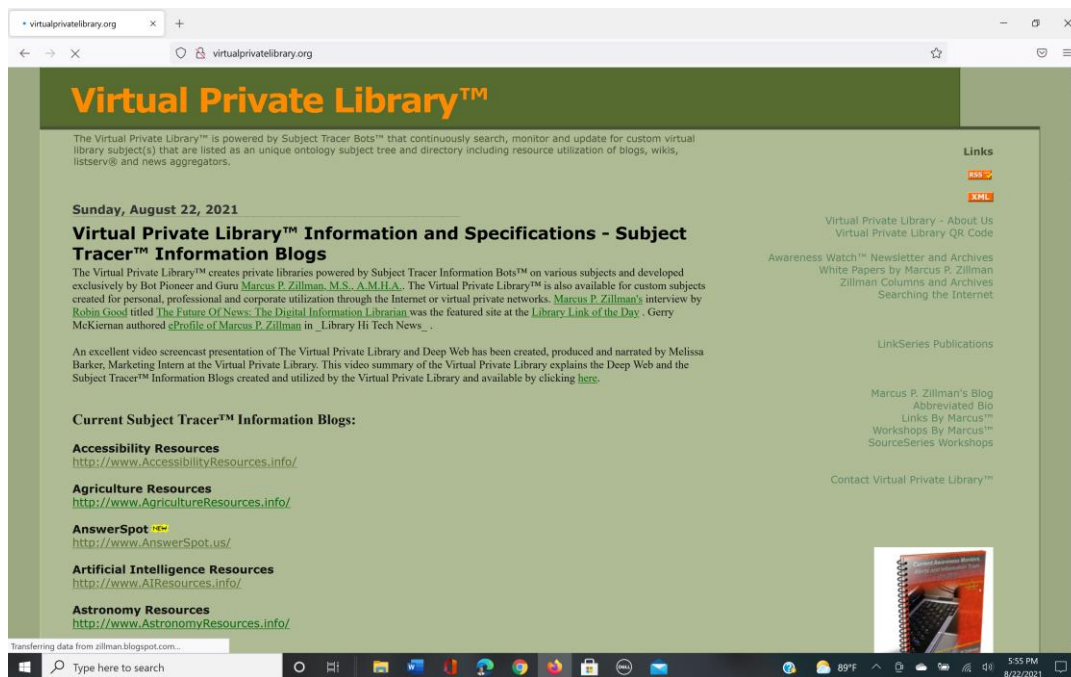 virtualprivatelibrary.org
virtualprivatelibrary.org
Virtual Private Library™
The Virtual Private Library™ is powered by Subject Tracer Bots™ that continuously search, monitor and update for custom virtual
library subject(s) that are listed as an unique ontology subject tree and directory including resource utilization of blogs, wikis,
listserv® and news aggregators.
Links
RSS
XML
Sunday, August 22, 2021
Virtual Private Library™ Information and Specifications - Subject
Tracer™ Information Blogs
The Virtual Private Library™ creates private libraries powered by Subject Tracer Information Bots™ on various subjects and developed
exclusively by Bot Pioneer and Guru Marcus P. Zillman, M.S., A.M.H.A.. The Virtual Private Library™ is also available for custom subjects
created for personal, professional and corporate utilization through the Internet or virtual private networks. Marcus P. Zillman's interview by
Robin Good titled The Future Of News: The Digital Information Librarian was the featured site at the Library Link of the Day . Gerry
McKiernan authored eProfile of Marcus P. Zillman in _Library Hi Tech News_ .
An excellent video screencast presentation of The Virtual Private Library and Deep Web has been created, produced and narrated by Melissa
Barker, Marketing Intern at the Virtual Private Library. This video summary of the Virtual Private Library explains the Deep Web and the
Subject Tracer™ Information Blogs created and utilized by the Virtual Private Library and available by clicking here.
Current Subject Tracer™ Information Blogs:
Accessibility Resources
http://www.AccessibilityResources.info/
Agriculture Resources
http://www.AgricultureResources.info/
AnswerSpot NEW
http://www.AnswerSpot.us/
Artificial Intelligence Resources
http://www.AIResources.info/
Astronomy Resources
http://www.AstronomyResources.info/
Virtual Private Library - About Us
Virtual Private Library QR Code
Awareness Watch™ Newsletter and Archives
White Papers by Marcus P. Zillman
Zillman Columns and Archives
Searching the Internet
LinkSeries Publications
Marcus P. Zillman's Blog
Abbreviated Bio
Links By Marcus™
Workshops By Marcus™
SourceSeries Workshops
Contact Virtual Private Library™
Transferring data from zillman.blogspot.com...
Type here to search
DELL
89°F
5:55 PM
8/22/2021